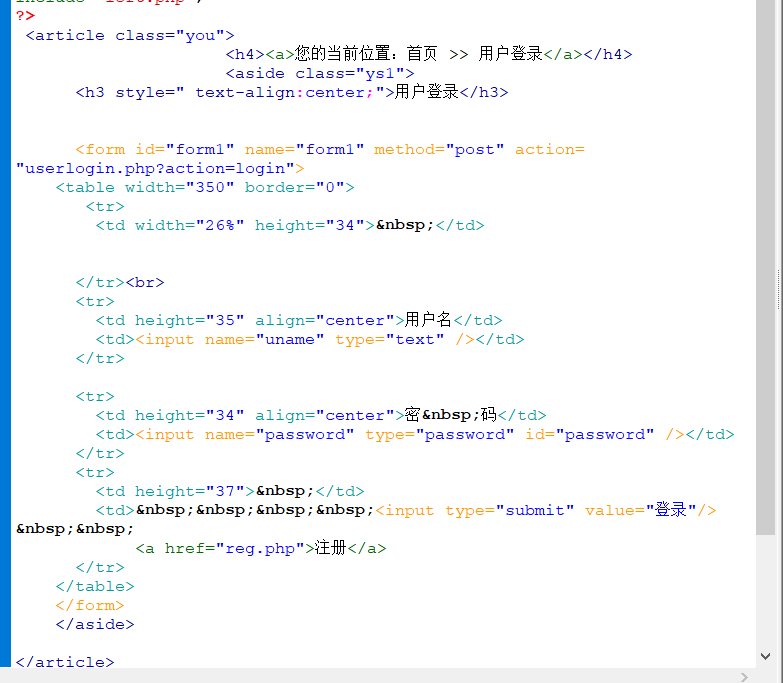 include "left.php";
?>
<article class="you">
<h4><a>您的当前位置：首页 >> 用户登录</a></h4>
<aside class="ys1">
<h3 style=" text-align:center;">用户登录</h3>
<form id="form1" name="form1" method="post" action=
"userlogin.php?action=login">
<table width="350" border="0">
<tr>
<td width="26%" height="34">&nbsp;</td>
</tr><br>
<tr>
<td height="35" align="center">用户名</td>
<td><input name="uname" type="text" /></td>
</tr>
<tr>
<td height="34" align="center">密&nbsp;码</td>
<td><input name="password" type="password" id="password" /></td>
</tr>
<tr>
<td height="37">&nbsp;</td>
<td>&nbsp;&nbsp;&nbsp;&nbsp;<input type="submit" value="登录"/>
&nbsp;&nbsp;
<a href="reg.php">注册</a>
</tr>
</table>
</form>
</aside>
</article>